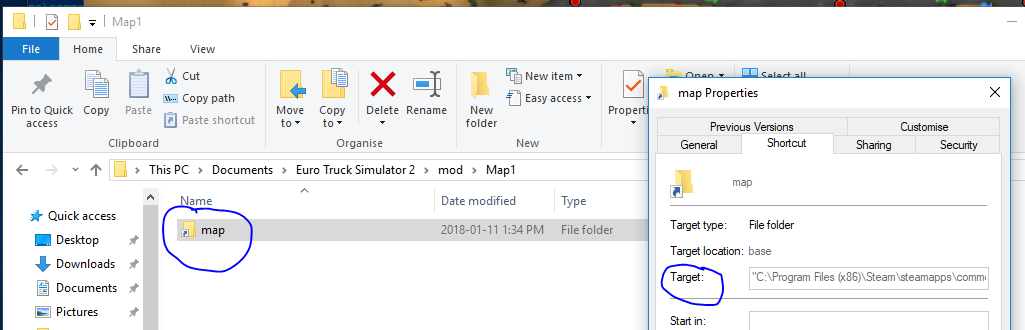 Map1
File
Home
Share
View
Pin to Quick
access
Copy
Paste
Cut
Copy path
Paste shortcut
Clipboard
Move
to
Copy
to
Delete
Rename
Organise
New
folder
New item
Easy access
New
Properties
Open
Select all
This PC > Documents > Euro Truck Simulator 2 > mod > Map1
Quick access
Desktop
Downloads
Documents
Pictures
Name
Date modified
Type
map
2018-01-11 1:34 PM
File folder
map Properties
Previous Versions
Customise
General
Shortcut
Sharing
Security
map
Target type:
File folder
Target location:
base
Target:
"C:\Program Files (x86)\Steam\steamapps\comm
Start in: